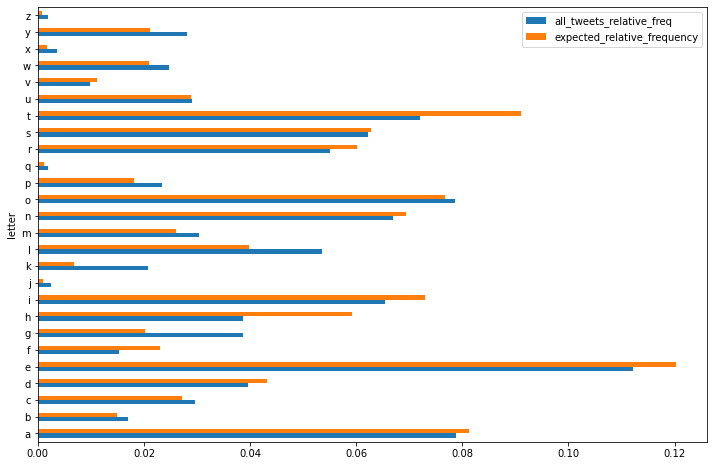 all_tweets_relative_freq
expected_relative_frequency
letter
z
y
x
w
v
u
t
s
r
q
p
o
n
m
l
k
j
i
h
g
f
e
d
c
b
a
0.00 0.02 0.04 0.06 0.08 0.10 0.12